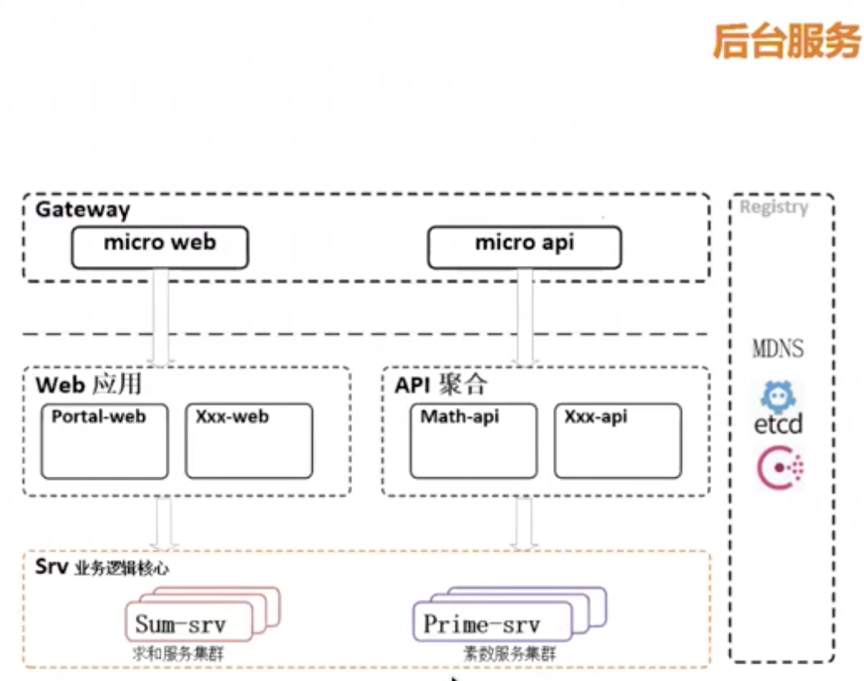 后台服务
Gateway
micro web
micro api
Registry
MDNS
etcd
Web 应用
Portal-web
Xxx-web
API 聚合
Math-api
Xxx-api
Srv 业务逻辑核心
Sum-srv
求和服务集群
Prime-srv
素数服务集群